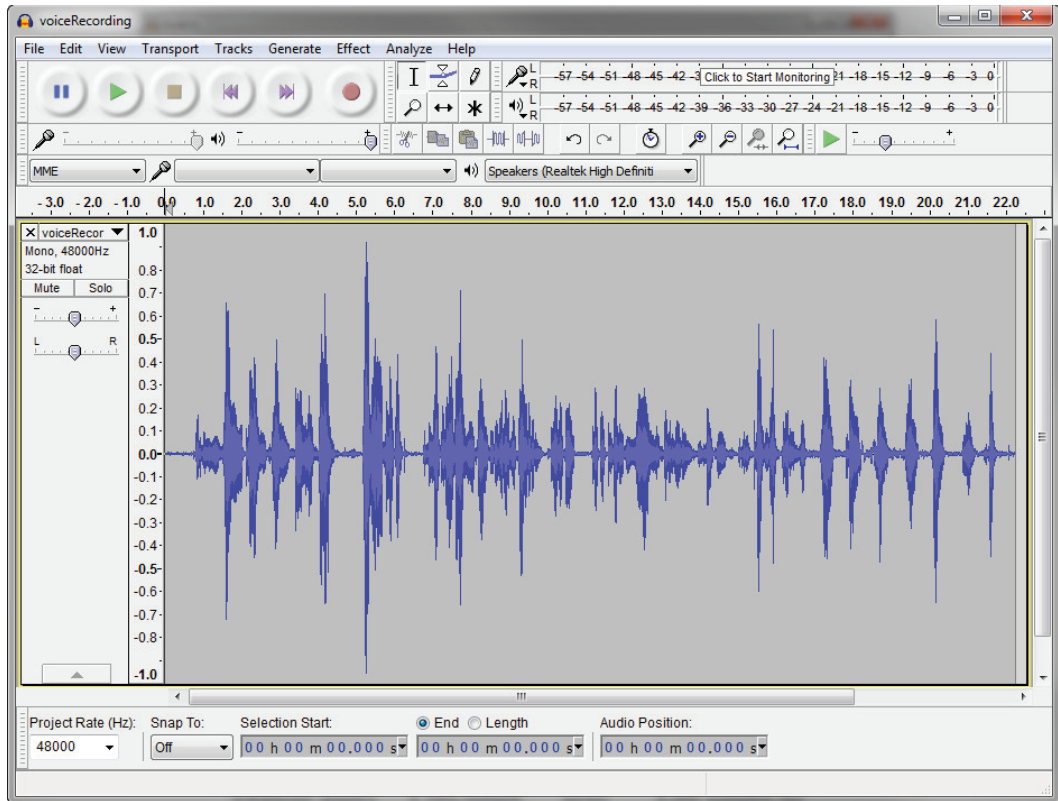 voiceRecording
File Edit View Transport Tracks Generate Effect Analyze Help
L
R
-57 -54 -51 -48 -45 -42 -3 Click to Start Monitoring 21 -18 -15 -12 -9 -6 -3 0
L
R
-57 -54 -51 -48 -45 -42 -39 -36 -33 -30 -27 -24 -21 -18 -15 -12 -9 -6 -3 0
- + - + - +
MME Speakers (Realtek High Definiti
- 3.0 - 2.0 - 1.0 0.0 1.0 2.0 3.0 4.0 5.0 6.0 7.0 8.0 9.0 10.0 11.0 12.0 13.0 14.0 15.0 16.0 17.0 18.0 19.0 20.0 21.0 22.0
X voiceRecor
Mono, 48000Hz
32-bit float
Mute Solo
- +
L R
1.0
0.8
0.7
0.6
0.5
0.4
0.3
0.2
0.1
0.0
-0.1
-0.2
-0.3
-0.4
-0.5
-0.6
-0.7
-0.8
-1.0
Project Rate (Hz): Snap To: Selection Start: End Length Audio Position:
48000 Off 00 h 00 m 00.000 s 00 h 00 m 00.000 s 00 h 00 m 00.000 s